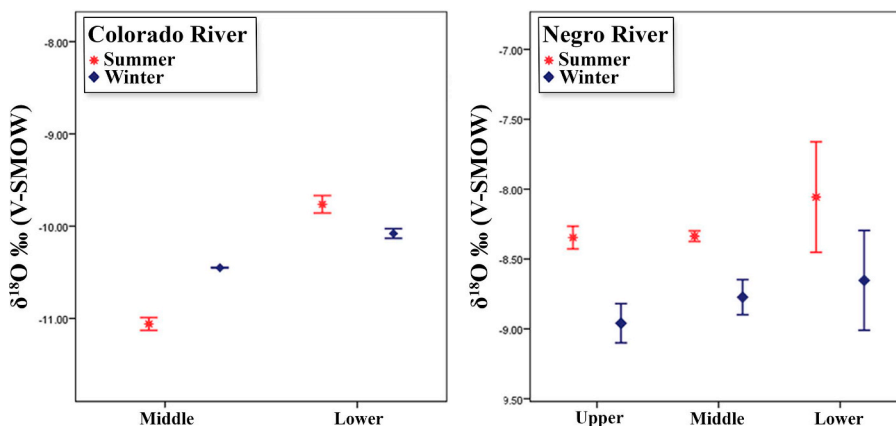 Colorado River
Summer
Winter
δ18O ‰ (V-SMOW)
-8.00
-9.00
-10.00
-11.00
Middle Lower
Negro River
Summer
Winter
δ18O ‰ (V-SMOW)
-7.00
-7.50
-8.00
-8.50
-9.00
9.50
Upper Middle Lower